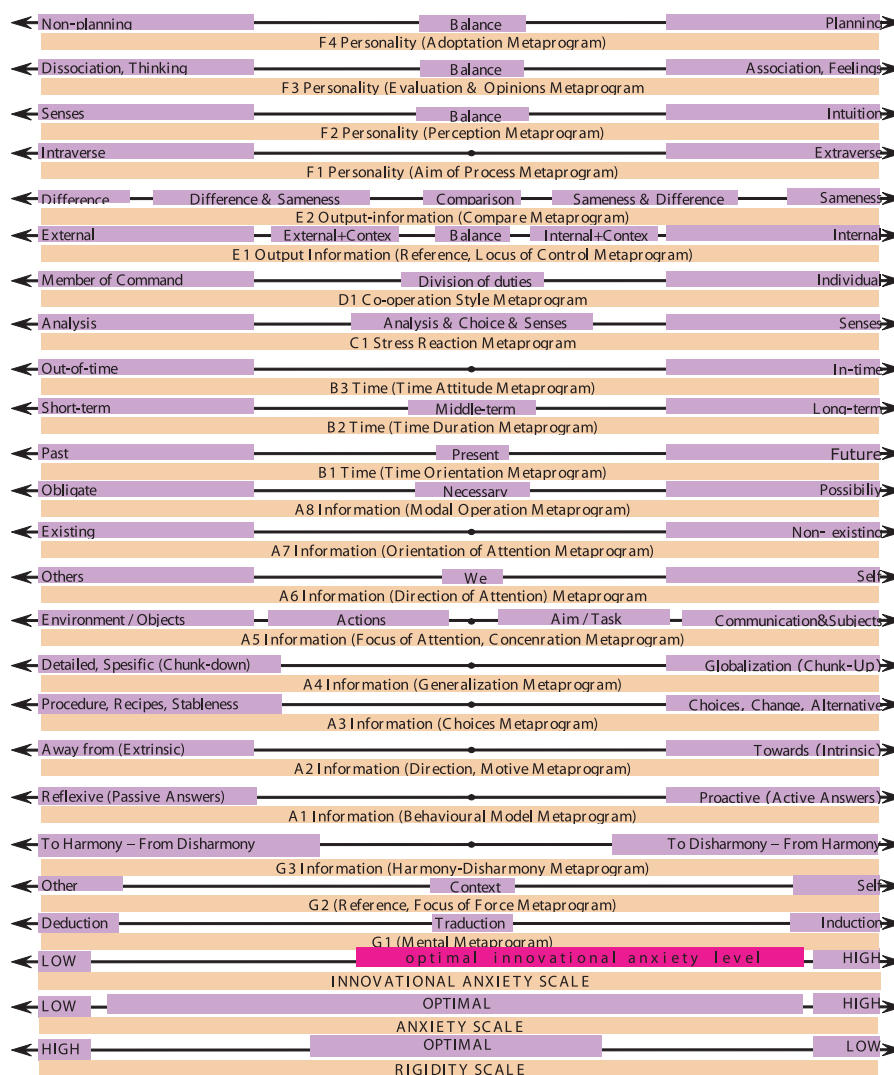 Non-planning Balance Planning
F4 Personality (Adoptation Metaprogram)
Dissociation, Thinking Balance Association, Feelings
F3 Personality (Evaluation & Opinions Metaprogram
Senses Balance Intuition
F2 Personality (Perception Metaprogram)
Intraverse Extraverse
F1 Personality (Aim of Process Metaprogram)
Difference Difference & Sameness Comparison Sameness & Difference Sameness
E2 Output-information (Compare Metaprogram)
External External+Contex Balance Internal+Contex Internal
E1 Output Information (Reference, Locus of Control Metaprogram)
Member of Command Division of duties Individual
D1 Co-operation Style Metaprogram
Analysis Analysis & Choice & Senses Senses
C1 Stress Reaction Metaprogram
Out-of-time In-time
B3 Time (Time Attitude Metaprogram)
Short-term Middle-term Long-term
B2 Time (Time Duration Metaprogram)
Past Present Future
B1 Time (Time Orientation Metaprogram)
Obligate Necessary Possibiliy
A8 Information (Modal Operation Metaprogram)
Existing Non- existing
A7 Information (Orientation of Attention Metaprogram)
Others We Self
A6 Information (Direction of Attention) Metaprogram
Environment / Objects Actions Aim / Task Communication&Subjects
A5 Information (Focus of Attention, Concenration Metaprogram)
Detailed, Spesific (Chunk-down) Globalization (Chunk-Up)
A4 Information (Generalization Metaprogram)
Procedure, Recipes, Stableness Choices, Change, Alternative
A3 Information (Choices Metaprogram)
Away from (Extrinsic) Towards (Intrinsic)
A2 Information (Direction, Motive Metaprogram)
Reflexive (Passive Answers) Proactive (Active Answers)
A1 Information (Behavioural Model Metaprogram)
To Harmony – From Disharmony To Disharmony – From Harmony
G3 Information (Harmony-Disharmony Metaprogram)
Other Context Self
G2 (Reference, Focus of Force Metaprogram)
Deduction Traduction Induction
G1 (Mental Metaprogram)
LOW optimal innovational anxiety level HIGH
INNOVATIONAL ANXIETY SCALE
LOW OPTIMAL HIGH
ANXIETY SCALE
HIGH OPTIMAL LOW
RIGIDITY SCALE